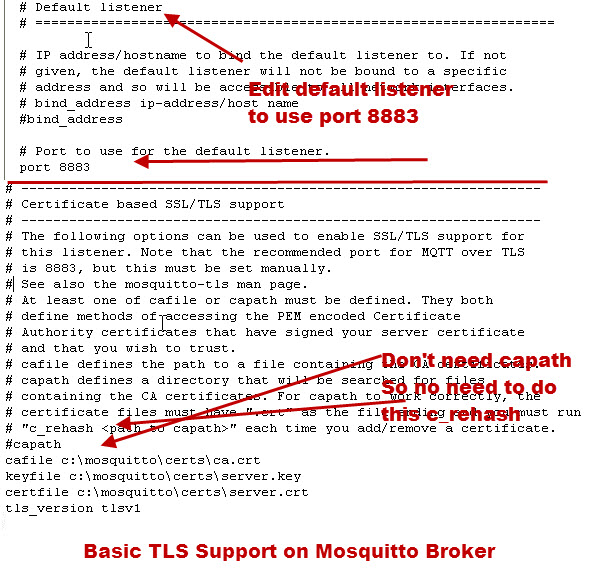 # Default listener
# =================================================================
# IP address/hostname to bind the default listener to. If not
# given, the default listener will not be bound to a specific
# address and so will be accessible to all network interfaces.
# bind_address ip-address/host name
#bind_address
Edit default listener
to use port 8883
# Port to use for the default listener.
port 8883
# -----------------------------------------------------------------
# Certificate based SSL/TLS support
# -----------------------------------------------------------------
# The following options can be used to enable SSL/TLS support for
# this listener. Note that the recommended port for MQTT over TLS
# is 8883, but this must be set manually.
# See also the mosquitto-tls man page.
# At least one of cafile or capath must be defined. They both
# define methods of accessing the PEM encoded Certificate
# Authority certificates that have signed your server certificate
# and that you wish to trust.
# cafile defines the path to a file containing the CA certificates.
# capath defines a directory that will be searched for files
# containing the CA certificates. For capath to work correctly, the
# certificate files must have ".crt" as the file ending and you must run
# "c_rehash <path to capath>" each time you add/remove a certificate.
Don't need capath
So no need to do
this c_rehash
#capath
cafile c:\mosquitto\certs\ca.crt
keyfile c:\mosquitto\certs\server.key
certfile c:\mosquitto\certs\server.crt
tls_version tlsv1
Basic TLS Support on Mosquitto Broker